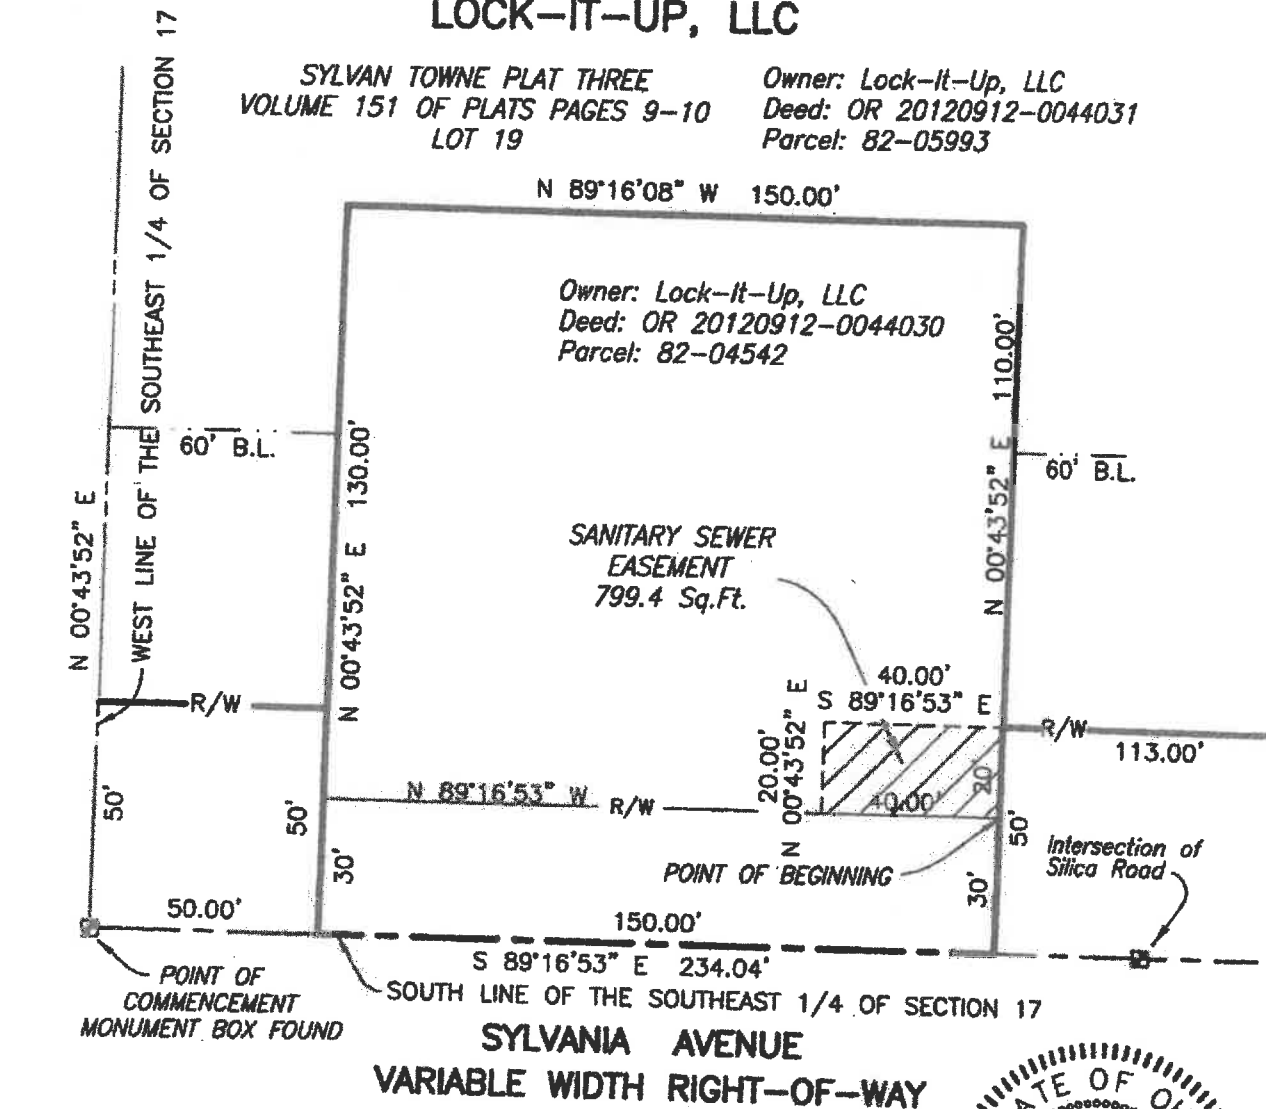 LOCK-IT-UP, LLC
SYLVAN TOWNE PLAT THREE
VOLUME 151 OF PLATS PAGES 9-10
LOT 19
Owner: Lock-It-Up, LLC
Deed: OR 20120912-0044031
Parcel: 82-05993
WEST LINE OF THE SOUTHEAST 1/4 OF SECTION 17
N 89°16'08" W 150.00'
Owner: Lock-It-Up, LLC
Deed: OR 20120912-0044030
Parcel: 82-04542
N 00°43'52" E 110.00'
60' B.L.
60' B.L.
N 00°43'52" E 130.00'
N 00°43'52" E
SANITARY SEWER
EASEMENT
799.4 Sq.Ft.
40.00'
S 89°16'53" E
R/W
R/W
113.00'
20.00'
N 00°43'52" E
20'
40.00'
N 89°16'53" W R/W
50'
50'
30'
50'
30'
POINT OF BEGINNING
Intersection of
Silica Road
50.00'
150.00'
S 89°16'53" E 234.04'
POINT OF
COMMENCEMENT
MONUMENT BOX FOUND
SOUTH LINE OF THE SOUTHEAST 1/4 OF SECTION 17
SYLVANIA AVENUE
VARIABLE WIDTH RIGHT-OF-WAY
ATE OF O